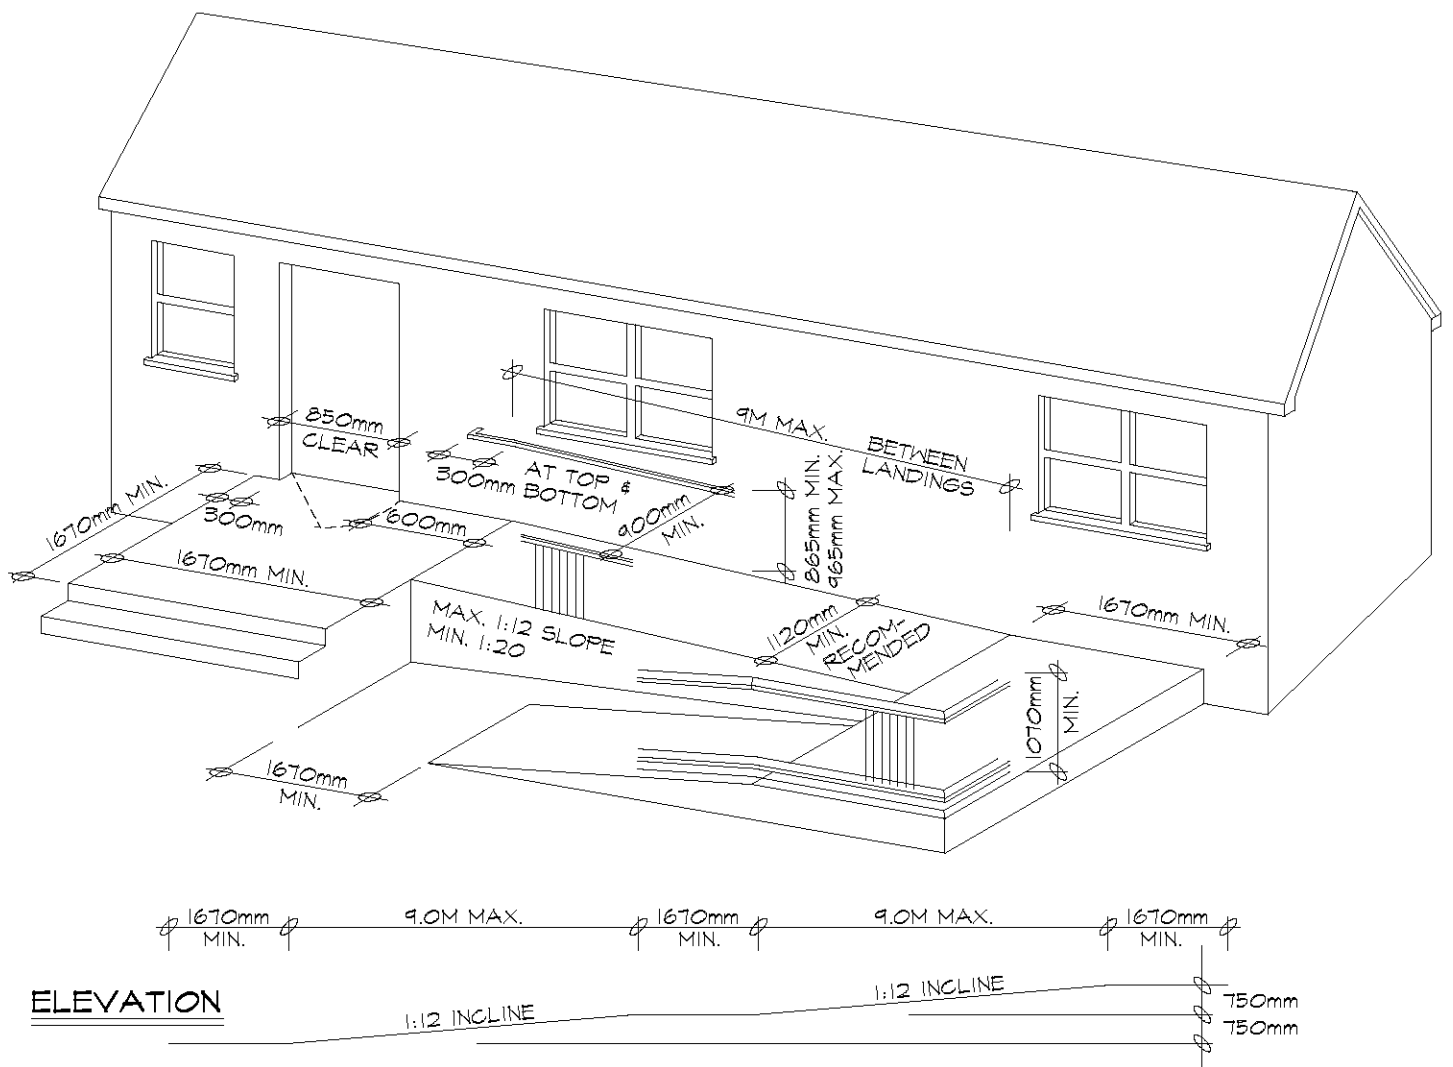 850mm
CLEAR
9M MAX.
BETWEEN
LANDINGS
AT TOP &
300mm BOTTOM
865mm MIN.
965mm MAX.
1670mm MIN.
300mm
600mm
900mm
MIN.
1670mm MIN.
MAX. 1:12 SLOPE
MIN. 1:20
1120mm
MIN.
RECOM-
MENDED
1670mm MIN.
1070mm
MIN.
1670mm
MIN.
1670mm
MIN.
9.0M MAX.
1670mm
MIN.
9.0M MAX.
1670mm
MIN.
ELEVATION
1:12 INCLINE
1:12 INCLINE
750mm
750mm